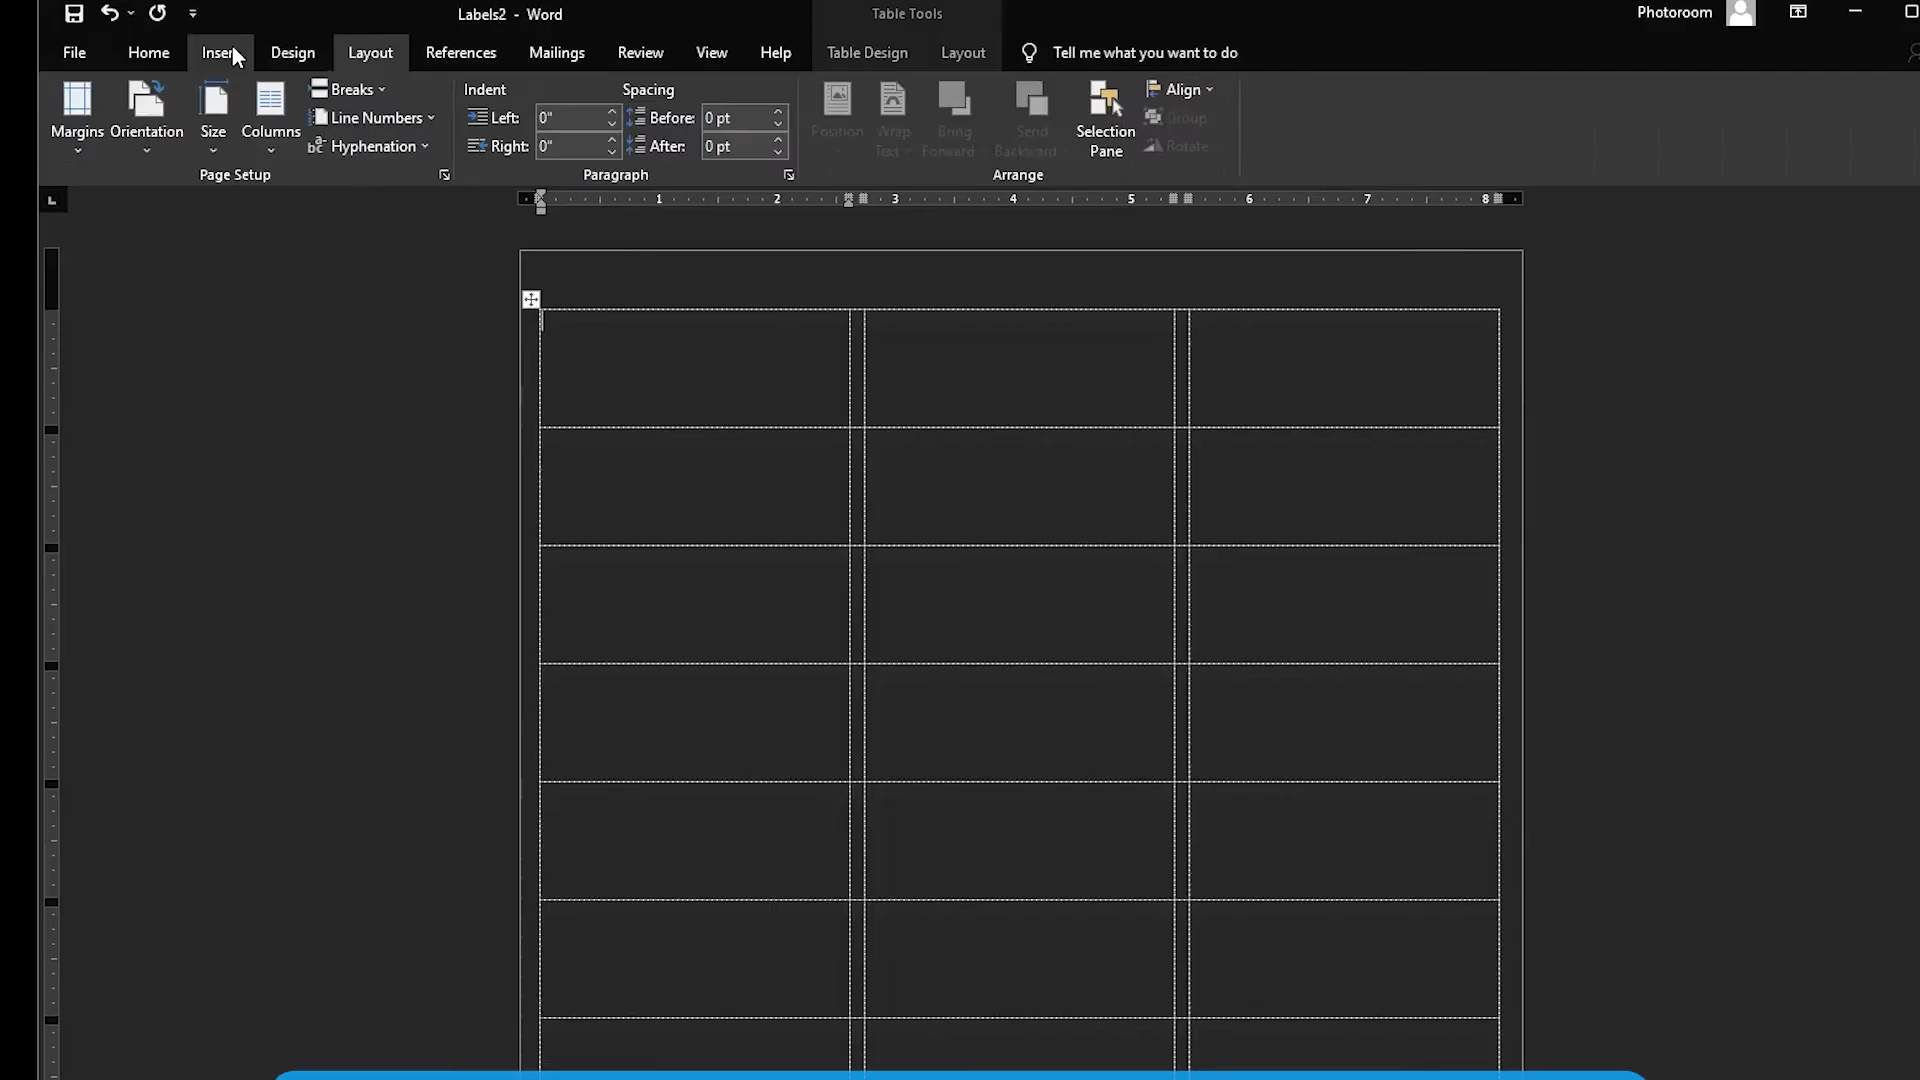 Labels2 - Word
Table Tools
Photoroom
File Home Inser Design Layout References Mailings Review View Help Table Design Layout Tell me what you want to do
Margins
Orientation
Size
Columns
Breaks
Line Numbers
Hyphenation
Page Setup
Indent
Left: 0"
Right: 0"
Spacing
Before: 0 pt
After: 0 pt
Paragraph
Position
Wrap
Text
Bring
Forward
Send
Backward
Selection
Pane
Align
Group
Rotate
Arrange
1 2 3 4 5 6 7 8